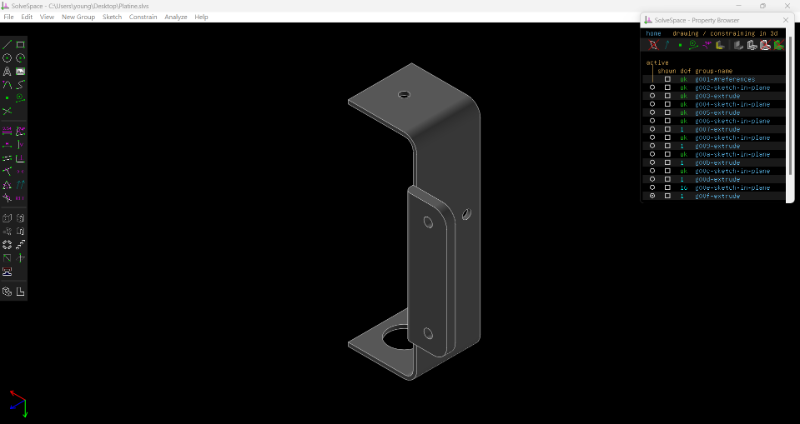 SolveSpace - C:\Users\young\Desktop\Platine.slvs
File Edit View New Group Sketch Constrain Analyze Help
SolveSpace - Property Browser
home drawing / constraining in 3d
active
shown dof group-name
ok g001-#references
ok g002-sketch-in-plane
ok g003-extrude
ok g004-sketch-in-plane
ok g005-extrude
ok g006-sketch-in-plane
1 g007-extrude
ok g008-sketch-in-plane
1 g009-extrude
ok g00a-sketch-in-plane
1 g00b-extrude
ok g00c-sketch-in-plane
1 g00d-extrude
10 g00e-sketch-in-plane
1 g00f-extrude